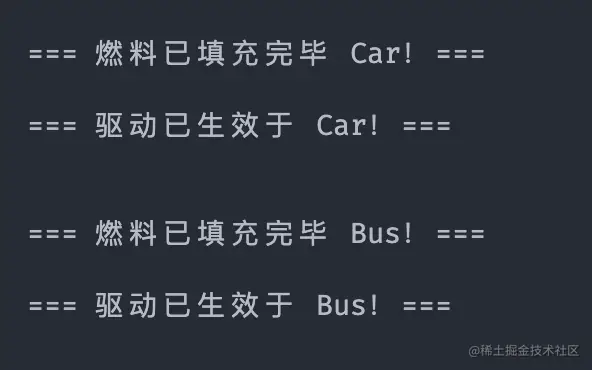 === 燃料已填充完毕 Car! ===
=== 驱动已生效于 Car! ===
=== 燃料已填充完毕 Bus! ===
=== 驱动已生效于 Bus! ===
@稀土掘金技术社区